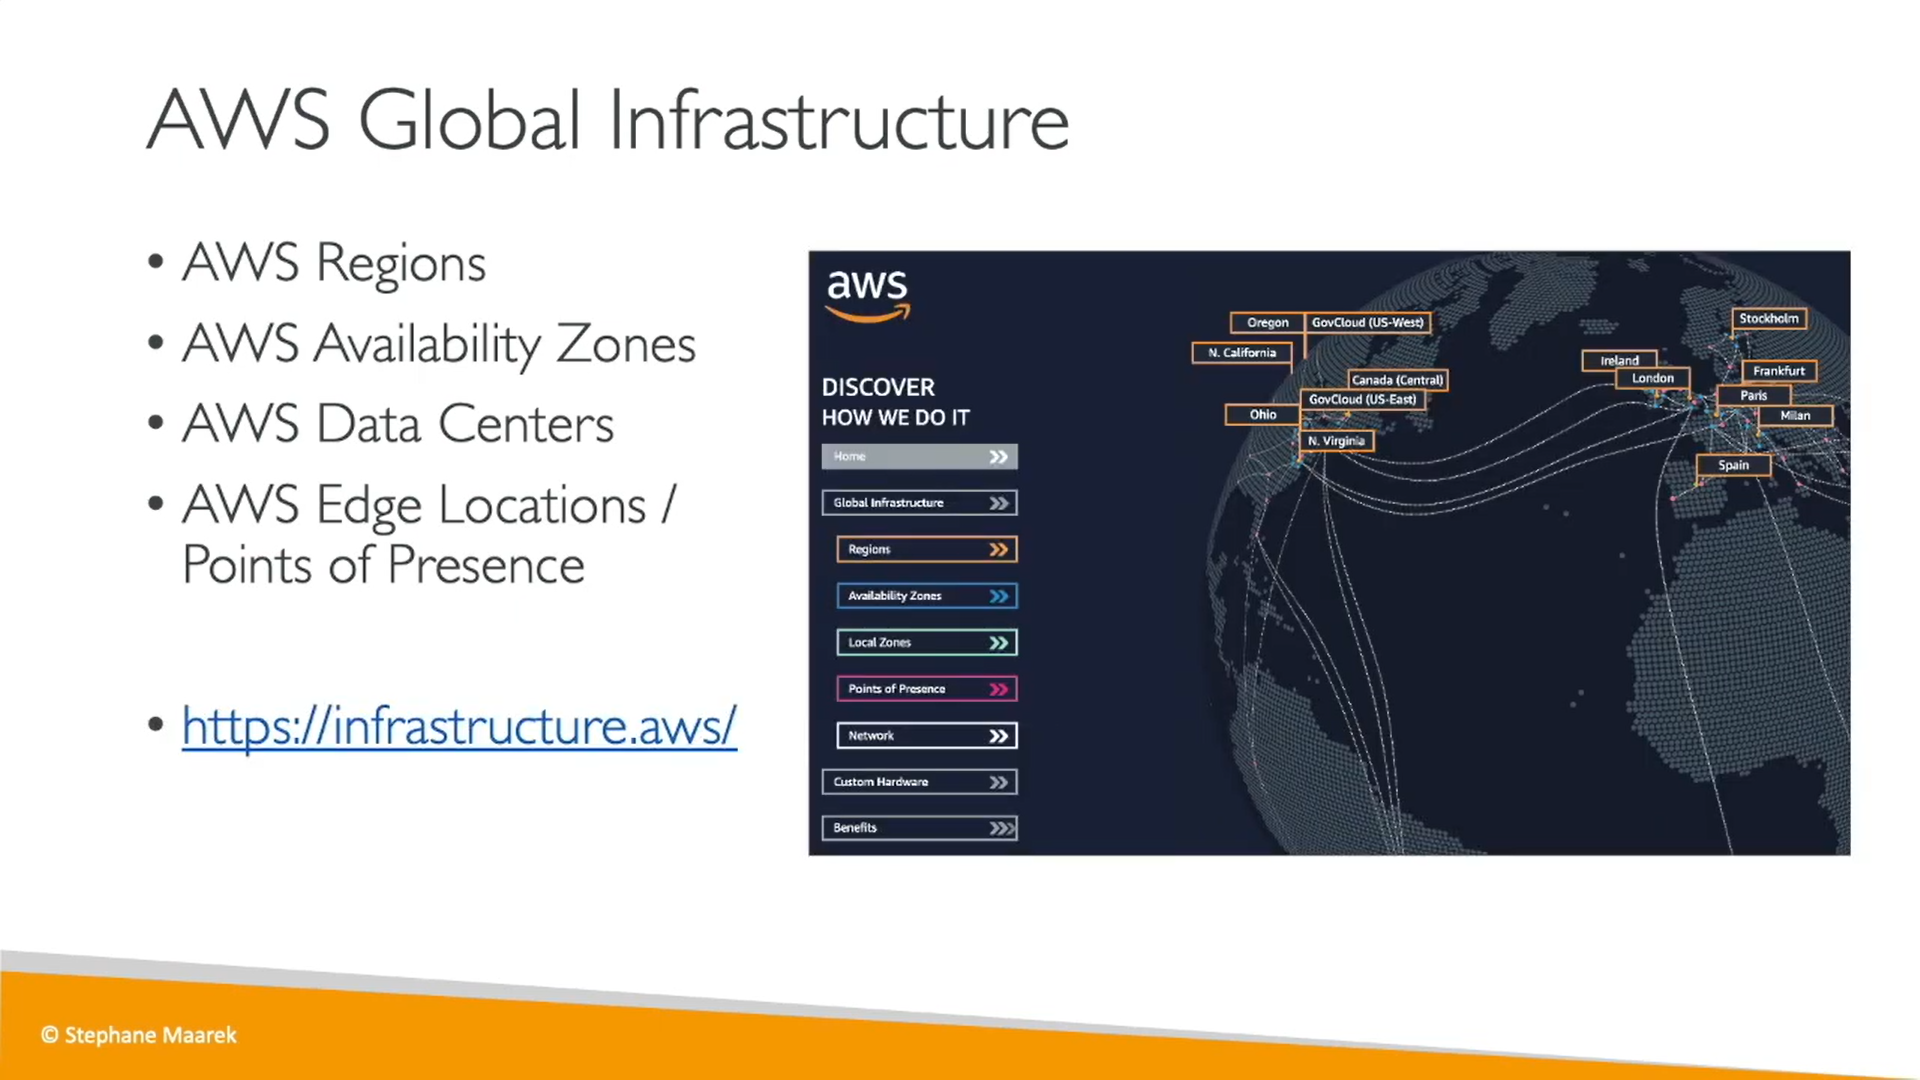 AWS Global Infrastructure
• AWS Regions
• AWS Availability Zones
• AWS Data Centers
• AWS Edge Locations /
Points of Presence
• https://infrastructure.aws/
aws
DISCOVER
HOW WE DO IT
Home
Global Infrastructure
Regions
Availability Zones
Local Zones
Points of Presence
Network
Custom Hardware
Benefits
Oregon
GovCloud (US-West)
N. California
Canada (Central)
GovCloud (US-East)
Ohio
N. Virginia
Stockholm
Ireland
London
Frankfurt
Paris
Milan
Spain
© Stephane Maarek